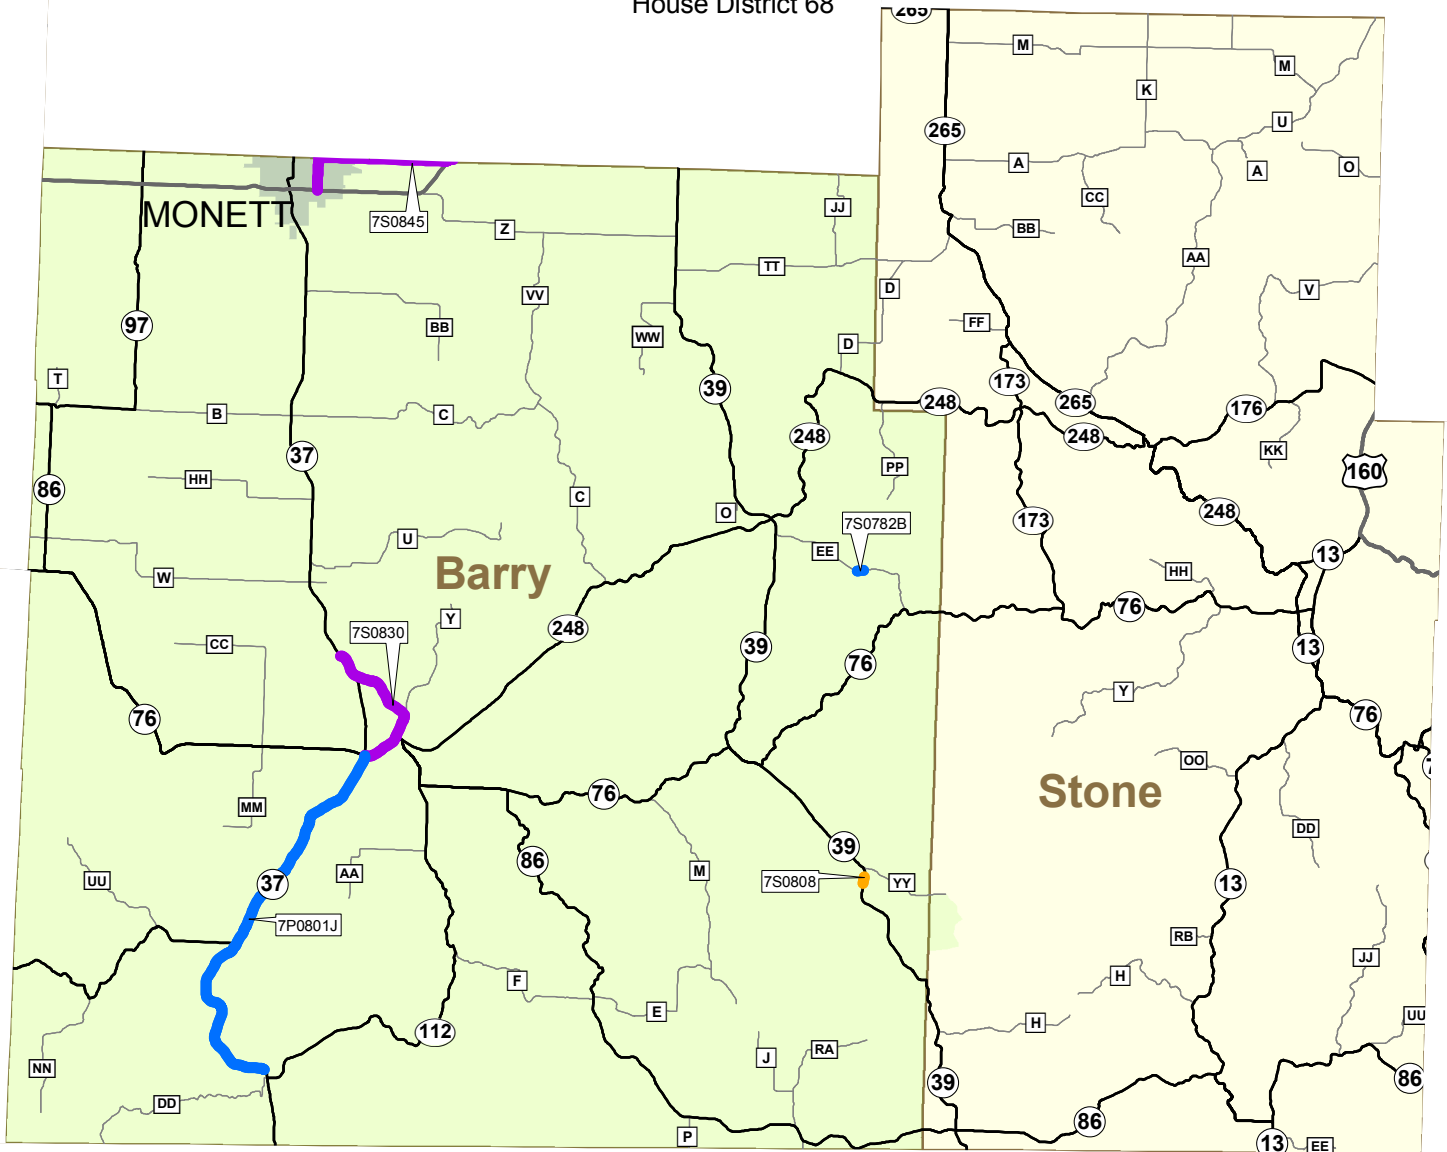 House District 68
265
M
M
K
U
265
A
A
O
CC
JJ
MONETT
7S0845
Z
BB
AA
TT
D
V
VV
97
BB
WW
FF
D
T
173
39
B
C
248
265
176
248
248
37
KK
HH
PP
160
86
C
O
248
7S0782B
173
U
EE
13
Barry
W
HH
76
Y
248
7S0830
CC
39
76
13
Y
76
76
OO
Stone
76
MM
DD
39
86
M
AA
UU
37
7S0808
YY
13
7P0801J
RB
JJ
H
F
E
UU
H
112
RA
J
NN
39
86
DD
86
P
13
EE